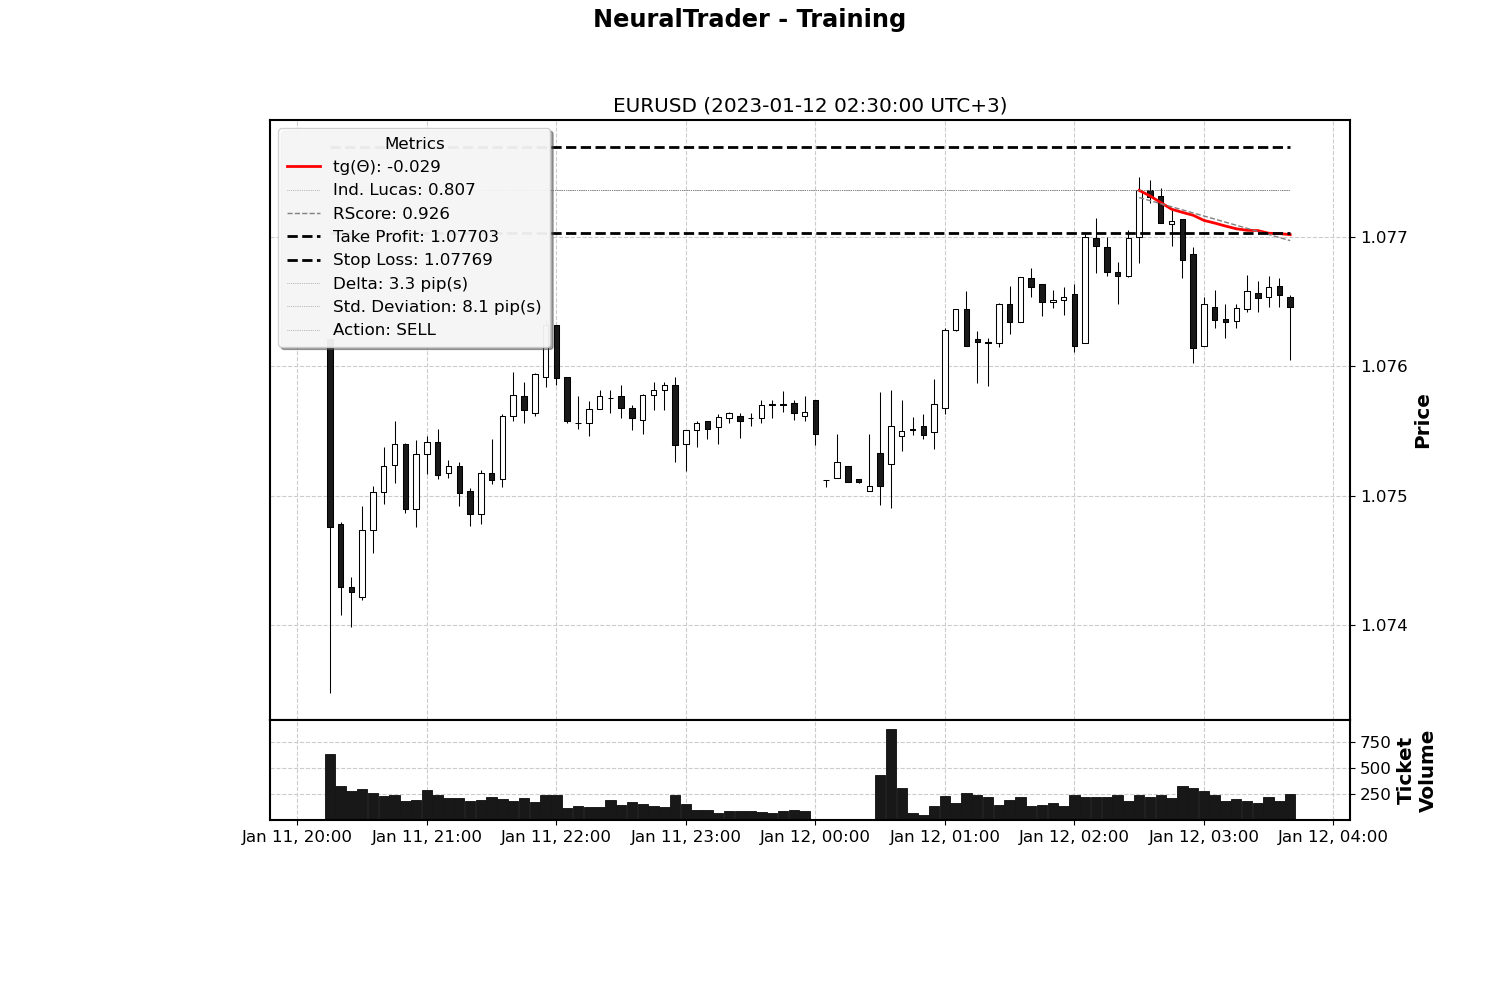 NeuralTrader - Training
EURUSD (2023-01-12 02:30:00 UTC+3)
Metrics
tg(Θ): -0.029
Ind. Lucas: 0.807
RScore: 0.926
Take Profit: 1.07703
Stop Loss: 1.07769
Delta: 3.3 pip(s)
Std. Deviation: 8.1 pip(s)
Action: SELL
1.077
1.076
1.075
1.074
Price
750
500
250
Ticket
Volume
Jan 11, 20:00 Jan 11, 21:00 Jan 11, 22:00 Jan 11, 23:00 Jan 12, 00:00 Jan 12, 01:00 Jan 12, 02:00 Jan 12, 03:00 Jan 12, 04:00